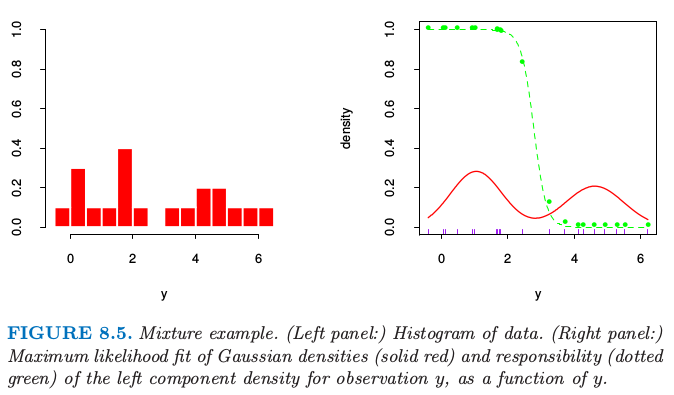 1.0
0.8
0.6
0.4
0.2
0.0
0 2 4 6
y
density
1.0
0.8
0.6
0.4
0.2
0.0
0 2 4 6
y
FIGURE 8.5. Mixture example. (Left panel:) Histogram of data. (Right panel:)
Maximum likelihood fit of Gaussian densities (solid red) and responsibility (dotted
green) of the left component density for observation y, as a function of y.